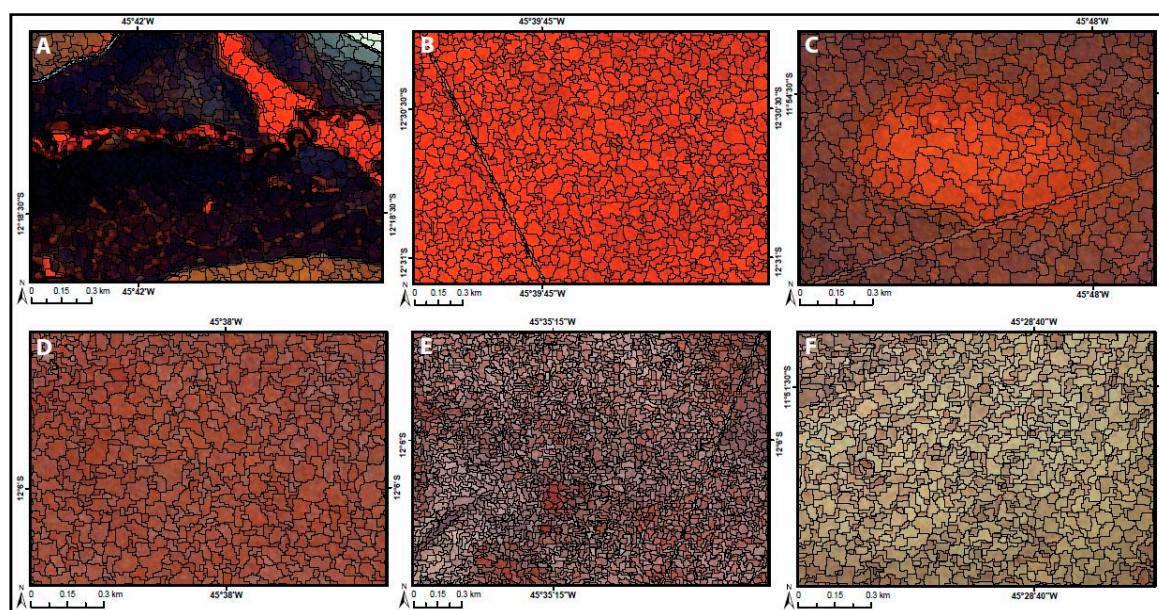 45°42'W
45°39'45"W
45°48'W
A
B
C
12°18'30"S
12°18'30"S
12°30'30"S
12°30'30"S
12°31'S
12°31'S
11°54'30"S
N
0 0.15 0.3 km
45°42'W
N
0 0.15 0.3 km
45°39'45"W
N
0 0.15 0.3 km
45°48'W
45°38'W
45°35'15"W
45°28'40"W
D
E
F
12°6'S
12°6'S
12°6'S
12°6'S
11°51'30"S
N
0 0.15 0.3 km
45°38'W
N
0 0.15 0.3 km
45°35'15"W
N
0 0.15 0.3 km
45°28'40"W